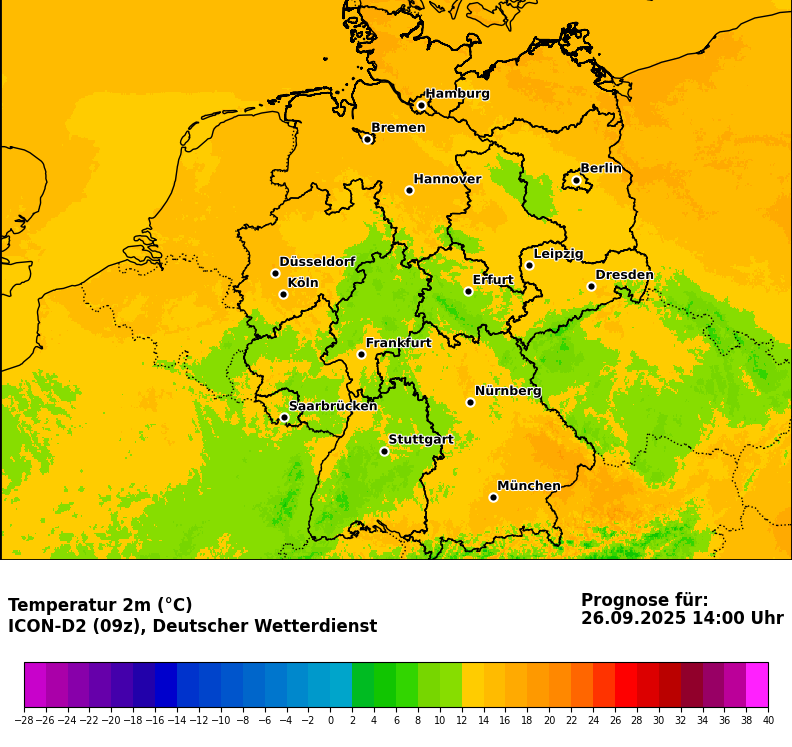 Hamburg
Bremen
Berlin
Hannover
Leipzig
Düsseldorf
Dresden
Köln
Erfurt
Frankfurt
Nürnberg
Saarbrücken
Stuttgart
München
Temperatur 2m (°C)
ICON-D2 (09z), Deutscher Wetterdienst
Prognose für:
26.09.2025 14:00 Uhr
−28 −26 −24 −22 −20 −18 −16 −14 −12 −10 −8 −6 −4 −2 0 2 4 6 8 10 12 14 16 18 20 22 24 26 28 30 32 34 36 38 40